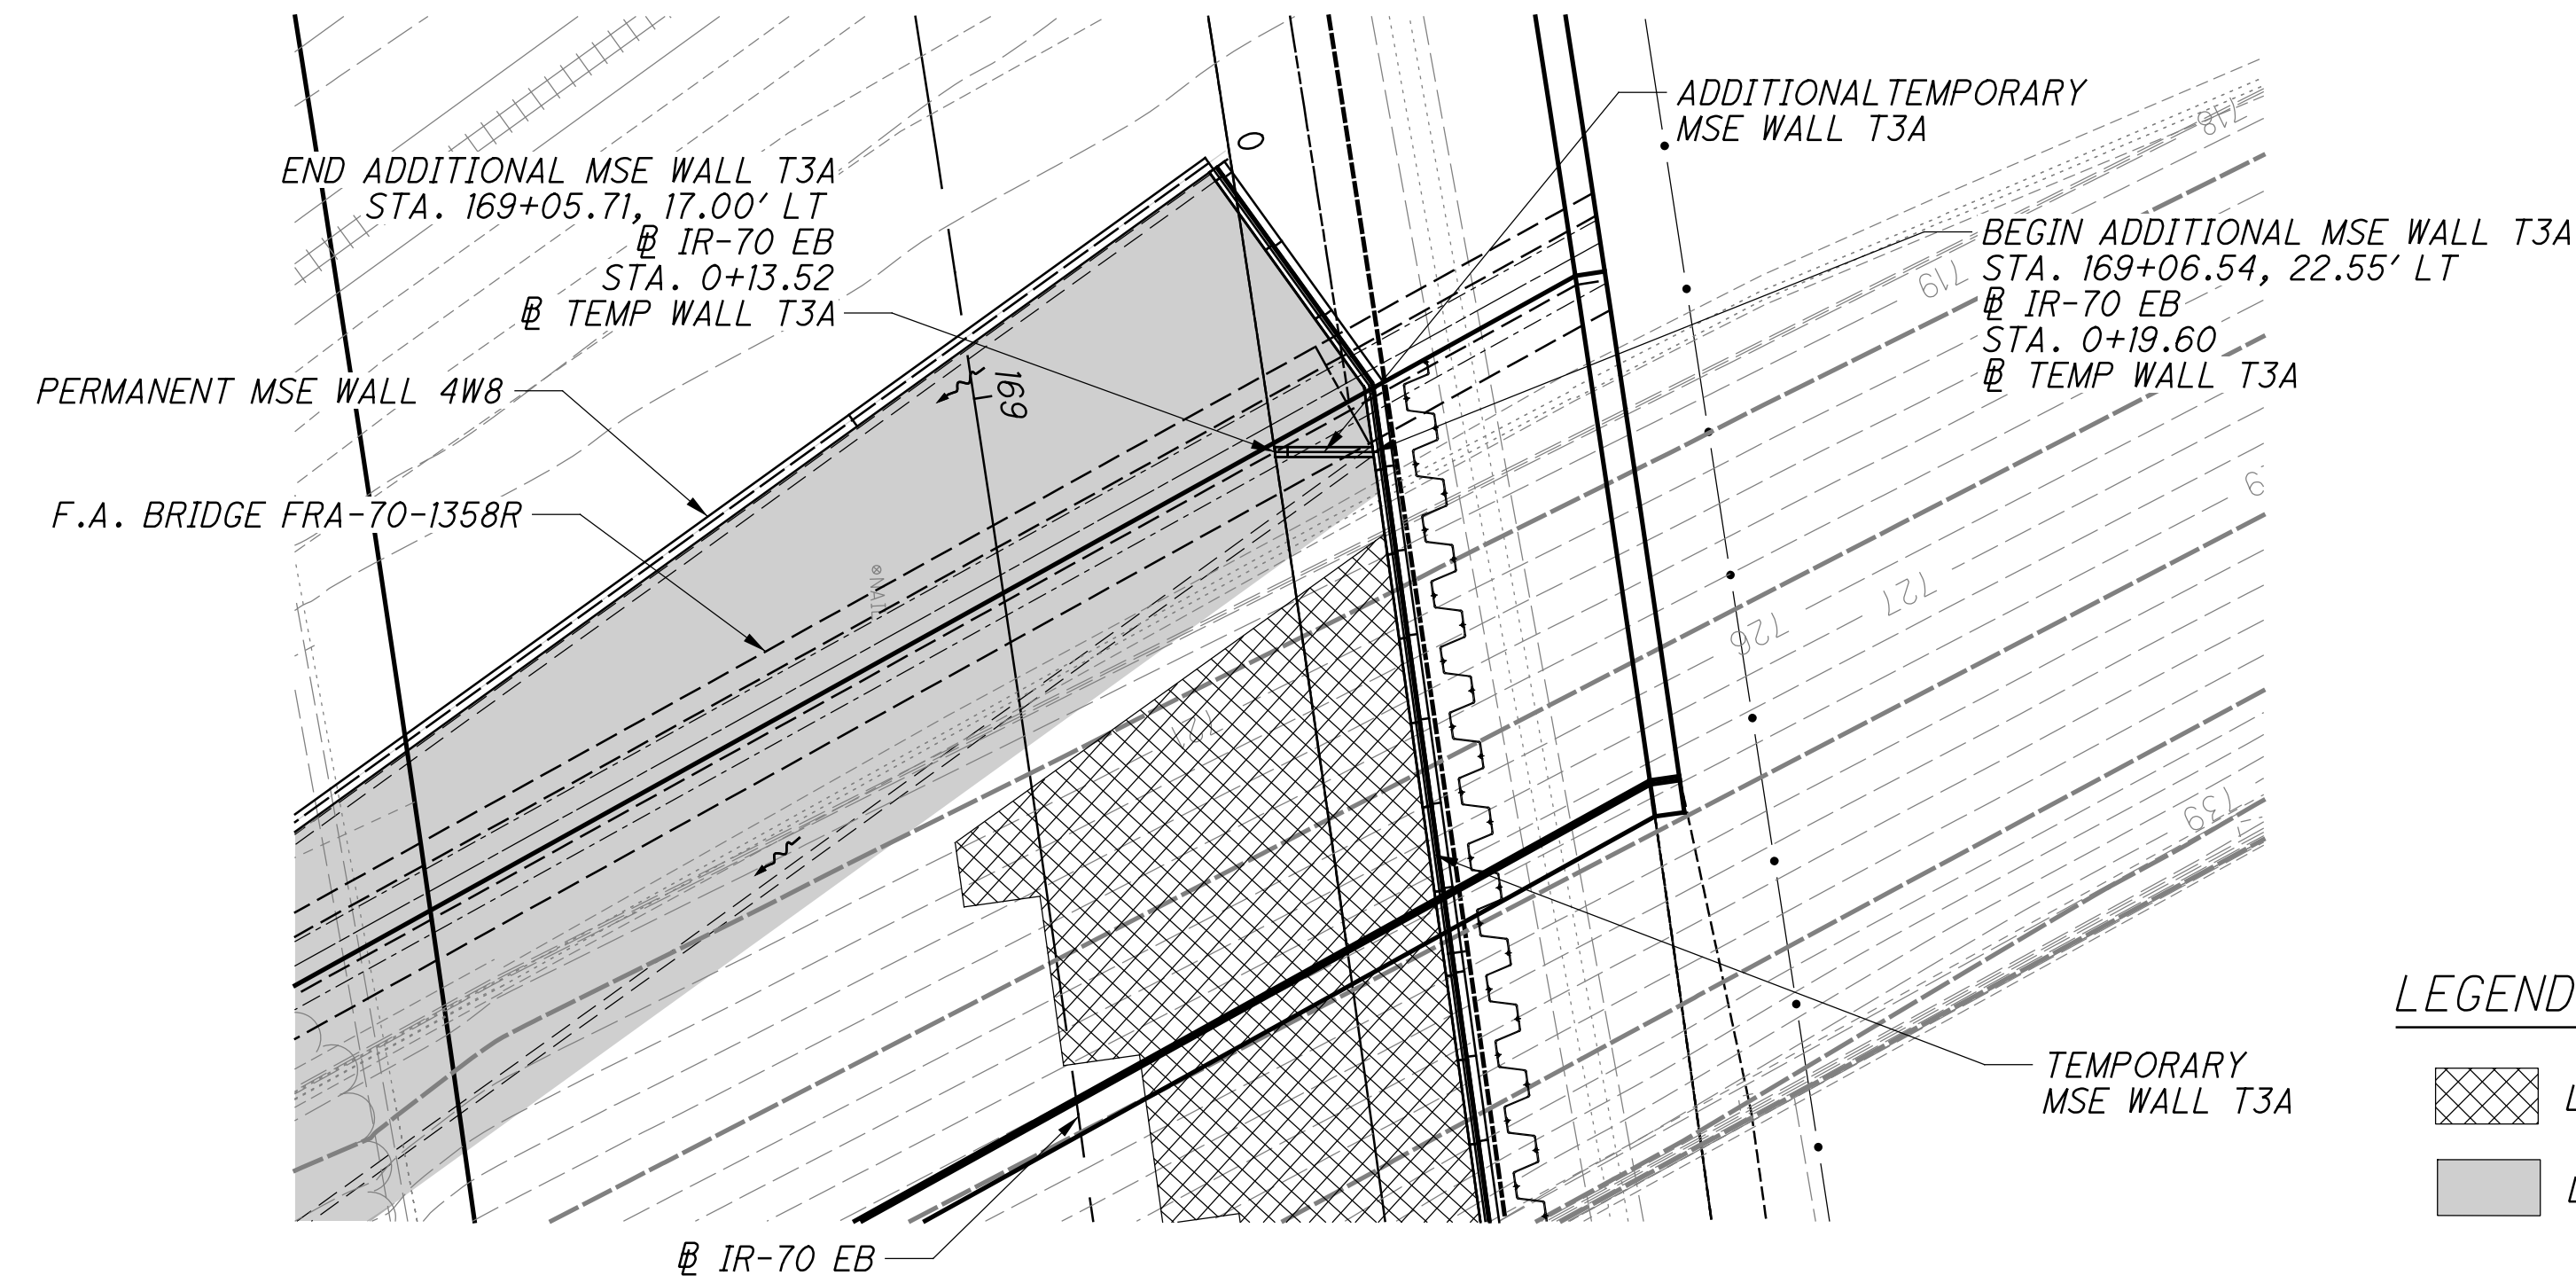 ADDITIONAL TEMPORARY
MSE WALL T3A
END ADDITIONAL MSE WALL T3A
STA. 169+05.71, 17.00' LT
℄ IR-70 EB
STA. 0+13.52
℄ TEMP WALL T3A
BEGIN ADDITIONAL MSE WALL T3A
STA. 169+06.54, 22.55' LT
℄ IR-70 EB
STA. 0+19.60
℄ TEMP WALL T3A
PERMANENT MSE WALL 4W8
F.A. BRIDGE FRA-70-1358R
0
169
NAIL
718
719
9
727
726
721
739
LEGEND
TEMPORARY
MSE WALL T3A
℄ IR-70 EB